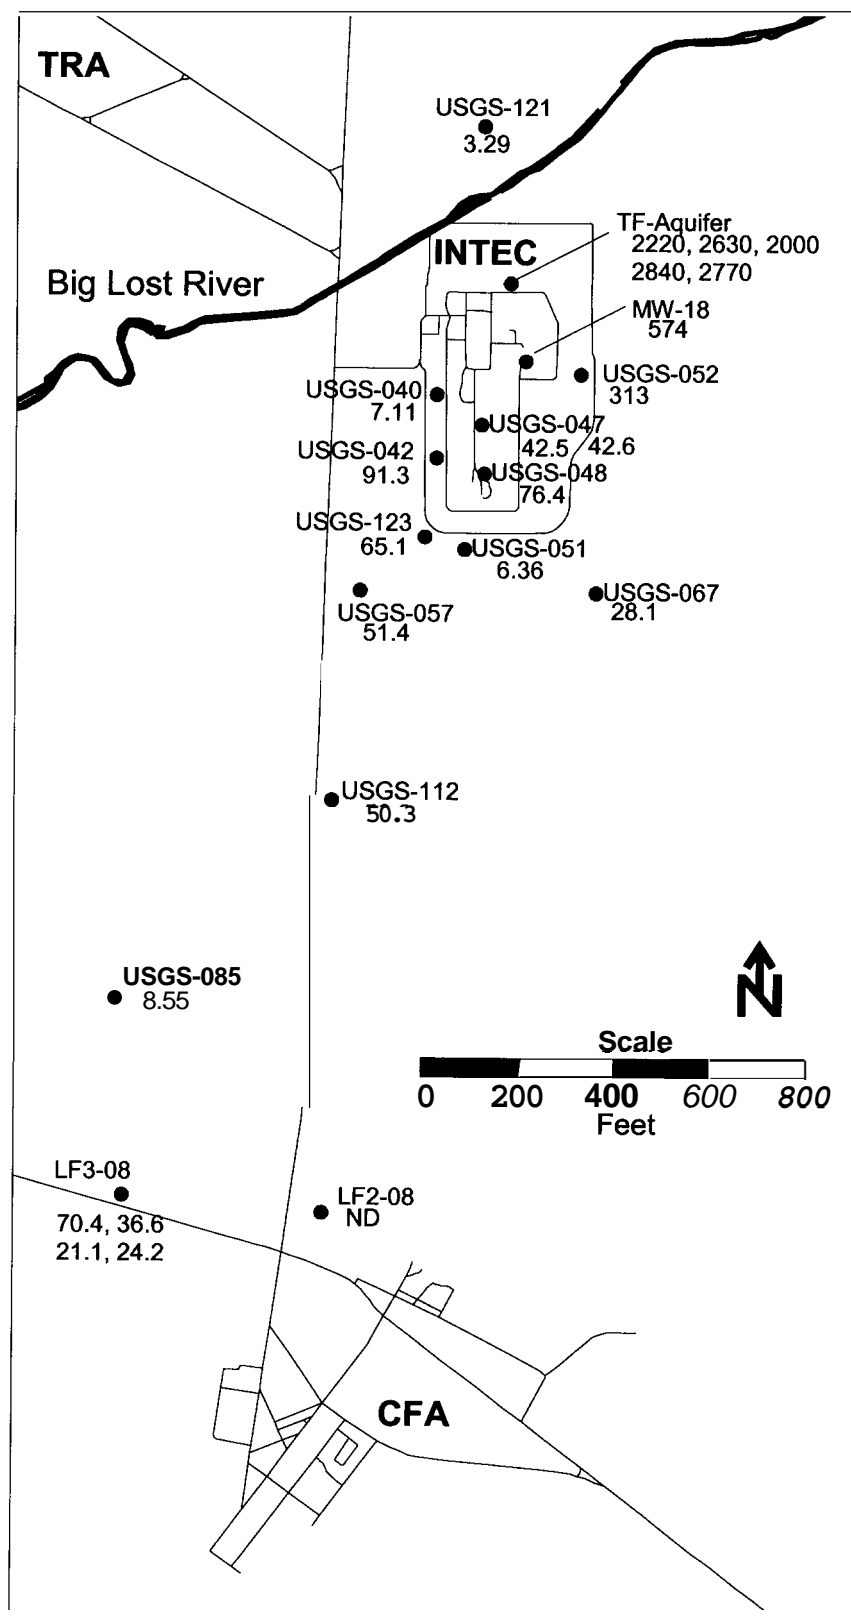 TRA
USGS-121
3.29
TF-Aquifer
2220, 2630, 2000
2840, 2770
INTEC
Big Lost River
MW-18
574
USGS-052
313
USGS-040
7.11
USGS-047
42.5 42.6
USGS-042
91.3
USGS-048
76.4
USGS-123
65.1
USGS-051
6.36
USGS-057
51.4
USGS-067
28.1
USGS-112
50.3
USGS-085
8.55
N
Scale
0 200 400 600 800
Feet
LF3-08
70.4, 36.6
21.1, 24.2
LF2-08
ND
CFA